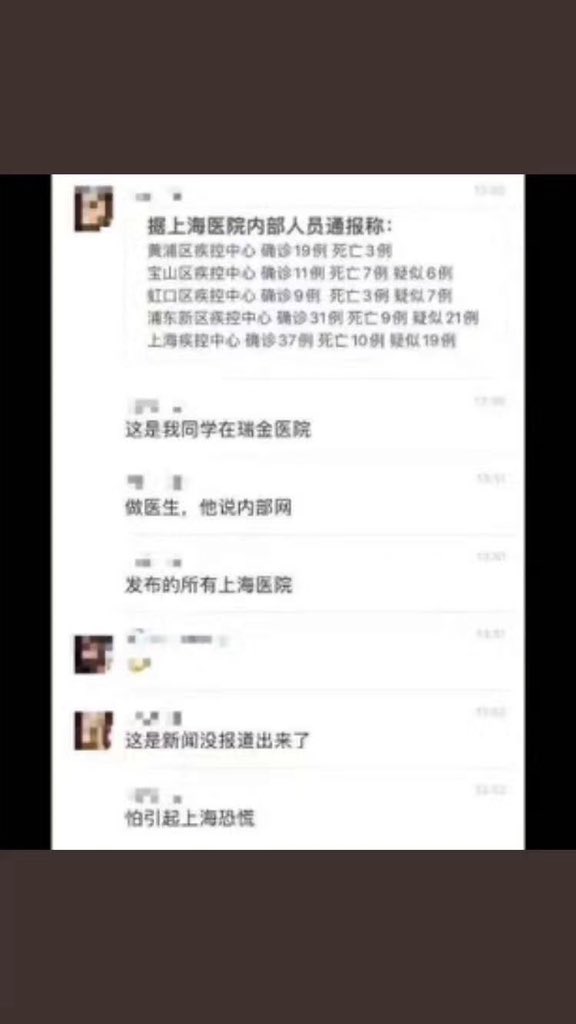 据上海医院内部人员通报称：
黄浦区疾控中心 确诊19例 死亡3例
宝山区疾控中心 确诊11例 死亡7例 疑似6例
虹口区疾控中心 确诊9例 死亡3例 疑似7例
浦东新区疾控中心 确诊31例 死亡9例 疑似21例
上海疾控中心 确诊37例 死亡10例 疑似19例
这是我同学在瑞金医院
做医生，他说内部网
发布的所有上海医院
这是新闻没报道出来了
怕引起上海恐慌